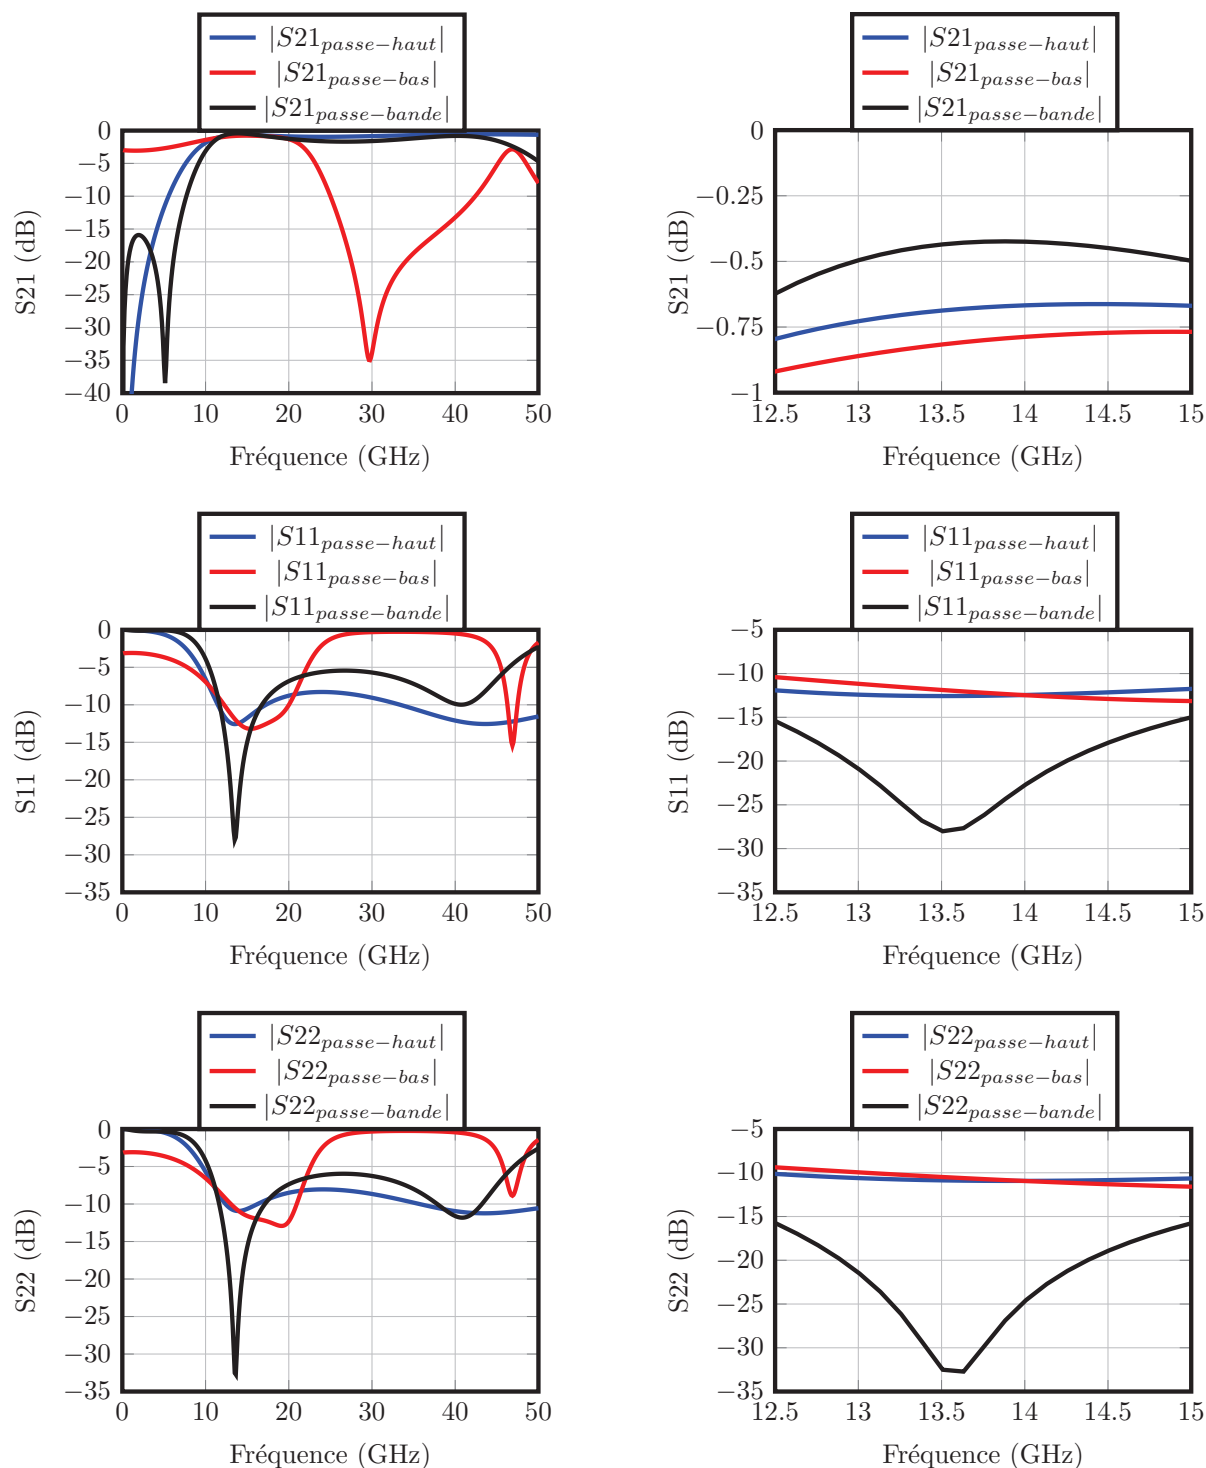 |S21passe−haut|
|S21passe−bas|
|S21passe−bande|
0
−5
−10
−15
−20
−25
−30
−35
−40
S21 (dB)
0 10 20 30 40 50
Fréquence (GHz)
|S21passe−haut|
|S21passe−bas|
|S21passe−bande|
0
−0.25
−0.5
−0.75
−1
S21 (dB)
12.5 13 13.5 14 14.5 15
Fréquence (GHz)
|S11passe−haut|
|S11passe−bas|
|S11passe−bande|
0
−5
−10
−15
−20
−25
−30
−35
S11 (dB)
0 10 20 30 40 50
Fréquence (GHz)
|S11passe−haut|
|S11passe−bas|
|S11passe−bande|
−5
−10
−15
−20
−25
−30
−35
S11 (dB)
12.5 13 13.5 14 14.5 15
Fréquence (GHz)
|S22passe−haut|
|S22passe−bas|
|S22passe−bande|
0
−5
−10
−15
−20
−25
−30
−35
S22 (dB)
0 10 20 30 40 50
Fréquence (GHz)
|S22passe−haut|
|S22passe−bas|
|S22passe−bande|
−5
−10
−15
−20
−25
−30
−35
S22 (dB)
12.5 13 13.5 14 14.5 15
Fréquence (GHz)